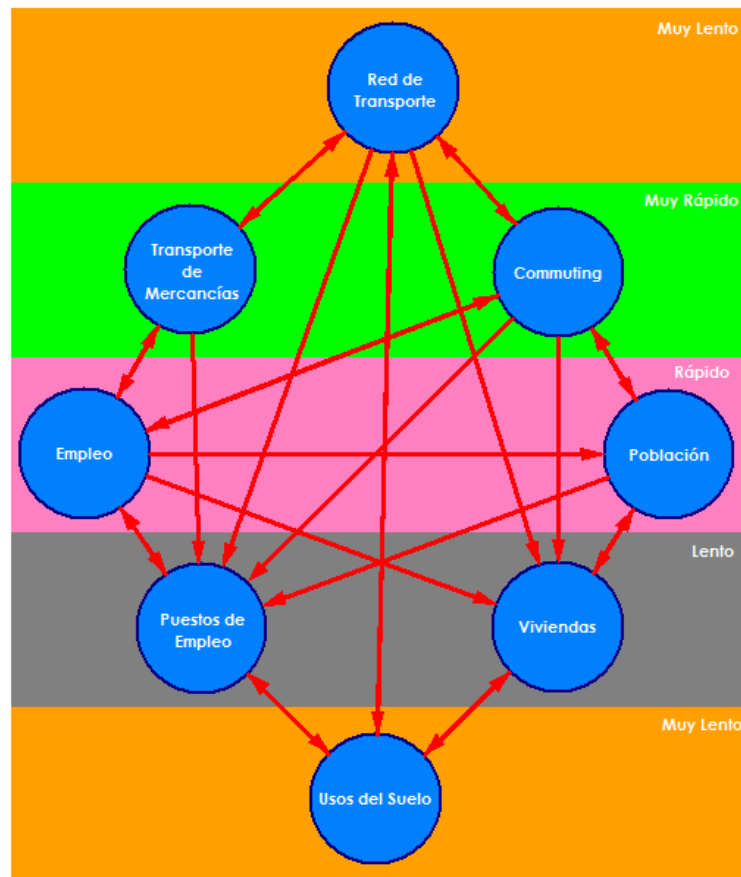 Muy Lento
Red de
Transporte
Muy Rápido
Transporte
de
Mercancías
Commuting
Rápido
Empleo
Población
Lento
Puestos de
Empleo
Viviendas
Muy Lento
Usos del Suelo